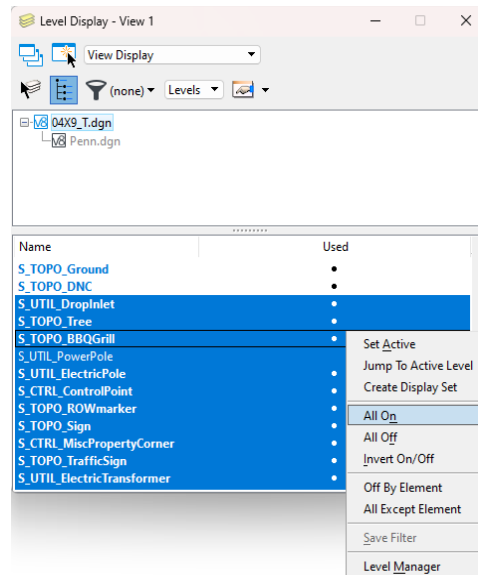 Level Display - View 1
View Display
(none) Levels
04X9_T.dgn
Penn.dgn
Name Used
S_TOPO_Ground
S_TOPO_DNC
S_UTIL_DropInlet
S_TOPO_Tree
S_TOPO_BBQGrill
S_UTIL_PowerPole
S_UTIL_ElectricPole
S_CTRL_ControlPoint
S_TOPO_ROWmarker
S_TOPO_Sign
S_CTRL_MiscPropertyCorner
S_TOPO_TrafficSign
S_UTIL_ElectricTransformer
Set Active
Jump To Active Level
Create Display Set
All On
All Off
Invert On/Off
Off By Element
All Except Element
Save Filter
Level Manager